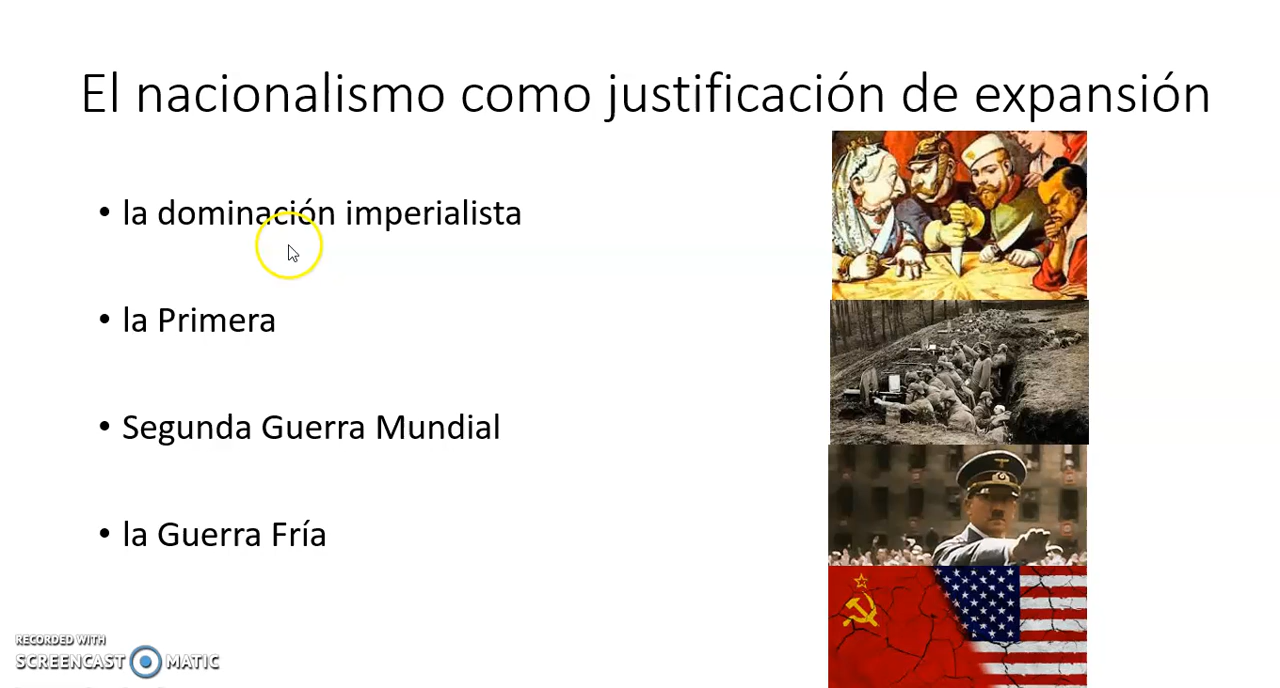 El nacionalismo como justificación de expansión
• la dominación imperialista
• la Primera
• Segunda Guerra Mundial
• la Guerra Fría
RECORDED WITH
SCREENCAST MATIC